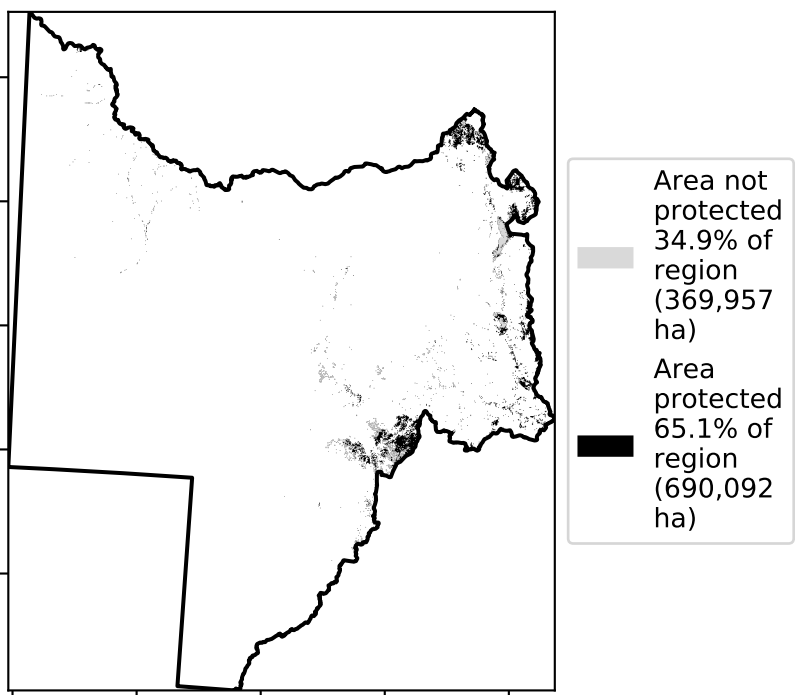 Area not
protected
34.9% of
region
(369,957
ha)
Area
protected
65.1% of
region
(690,092
ha)